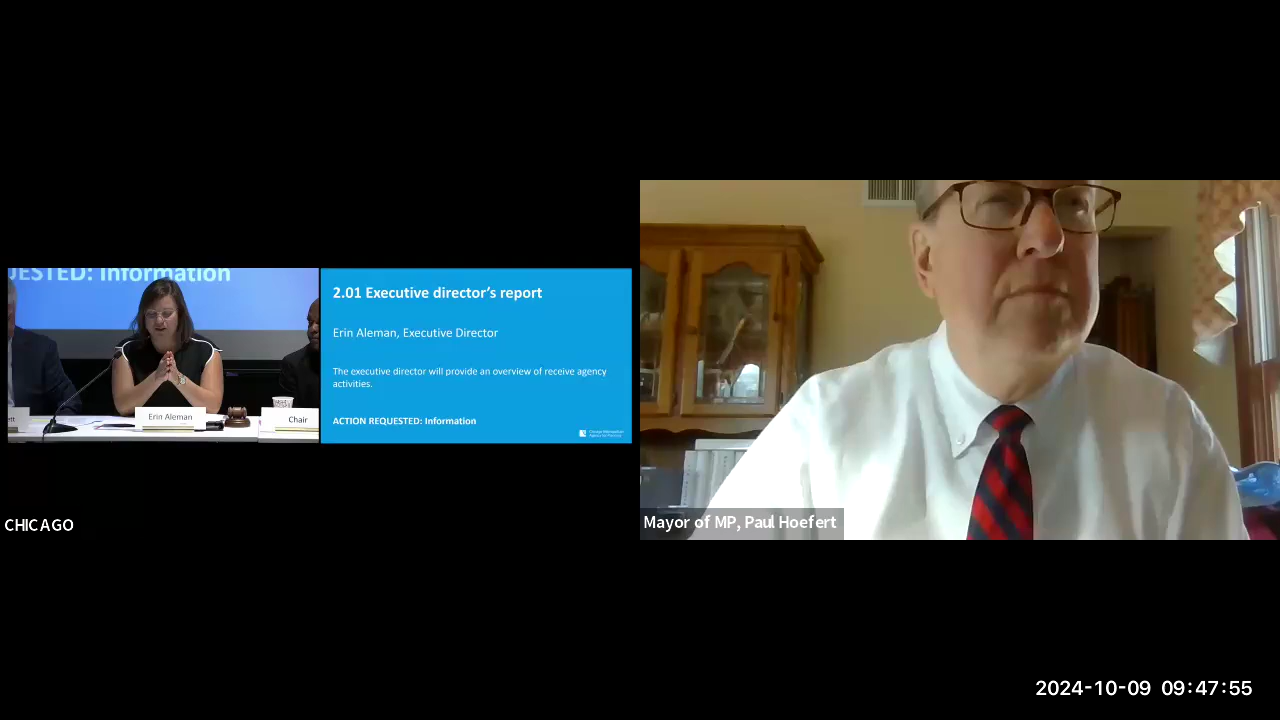 UESTED: Information
Erin Aleman
Chair
2.01 Executive director's report
Erin Aleman, Executive Director
The executive director will provide an overview of receive agency
activities.
ACTION REQUESTED: Information
CHICAGO
Mayor of MP, Paul Hoefert
2024-10-09 09:47:55